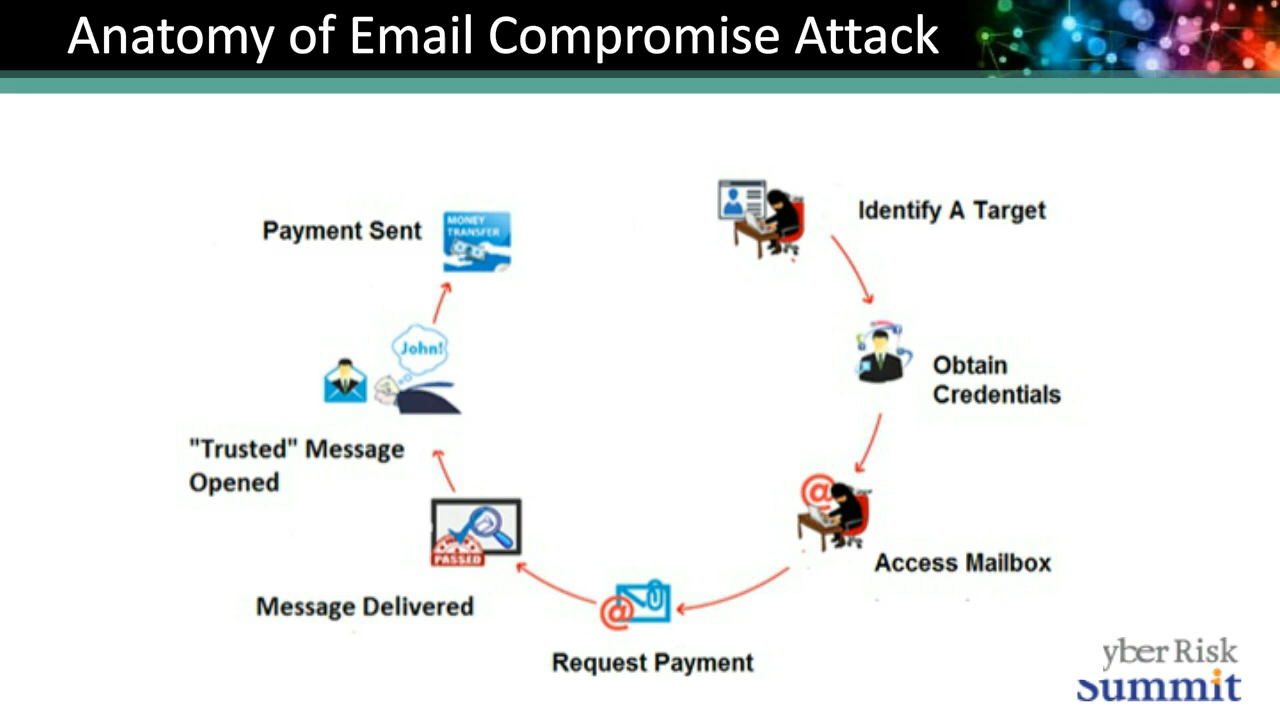 Anatomy of Email Compromise Attack
Identify A Target
Obtain
Credentials
@
Access Mailbox
@
Request Payment
PASSED
Message Delivered
John!
"Trusted" Message
Opened
MONEY
TRANSFER
Payment Sent
yber Risk
Summit